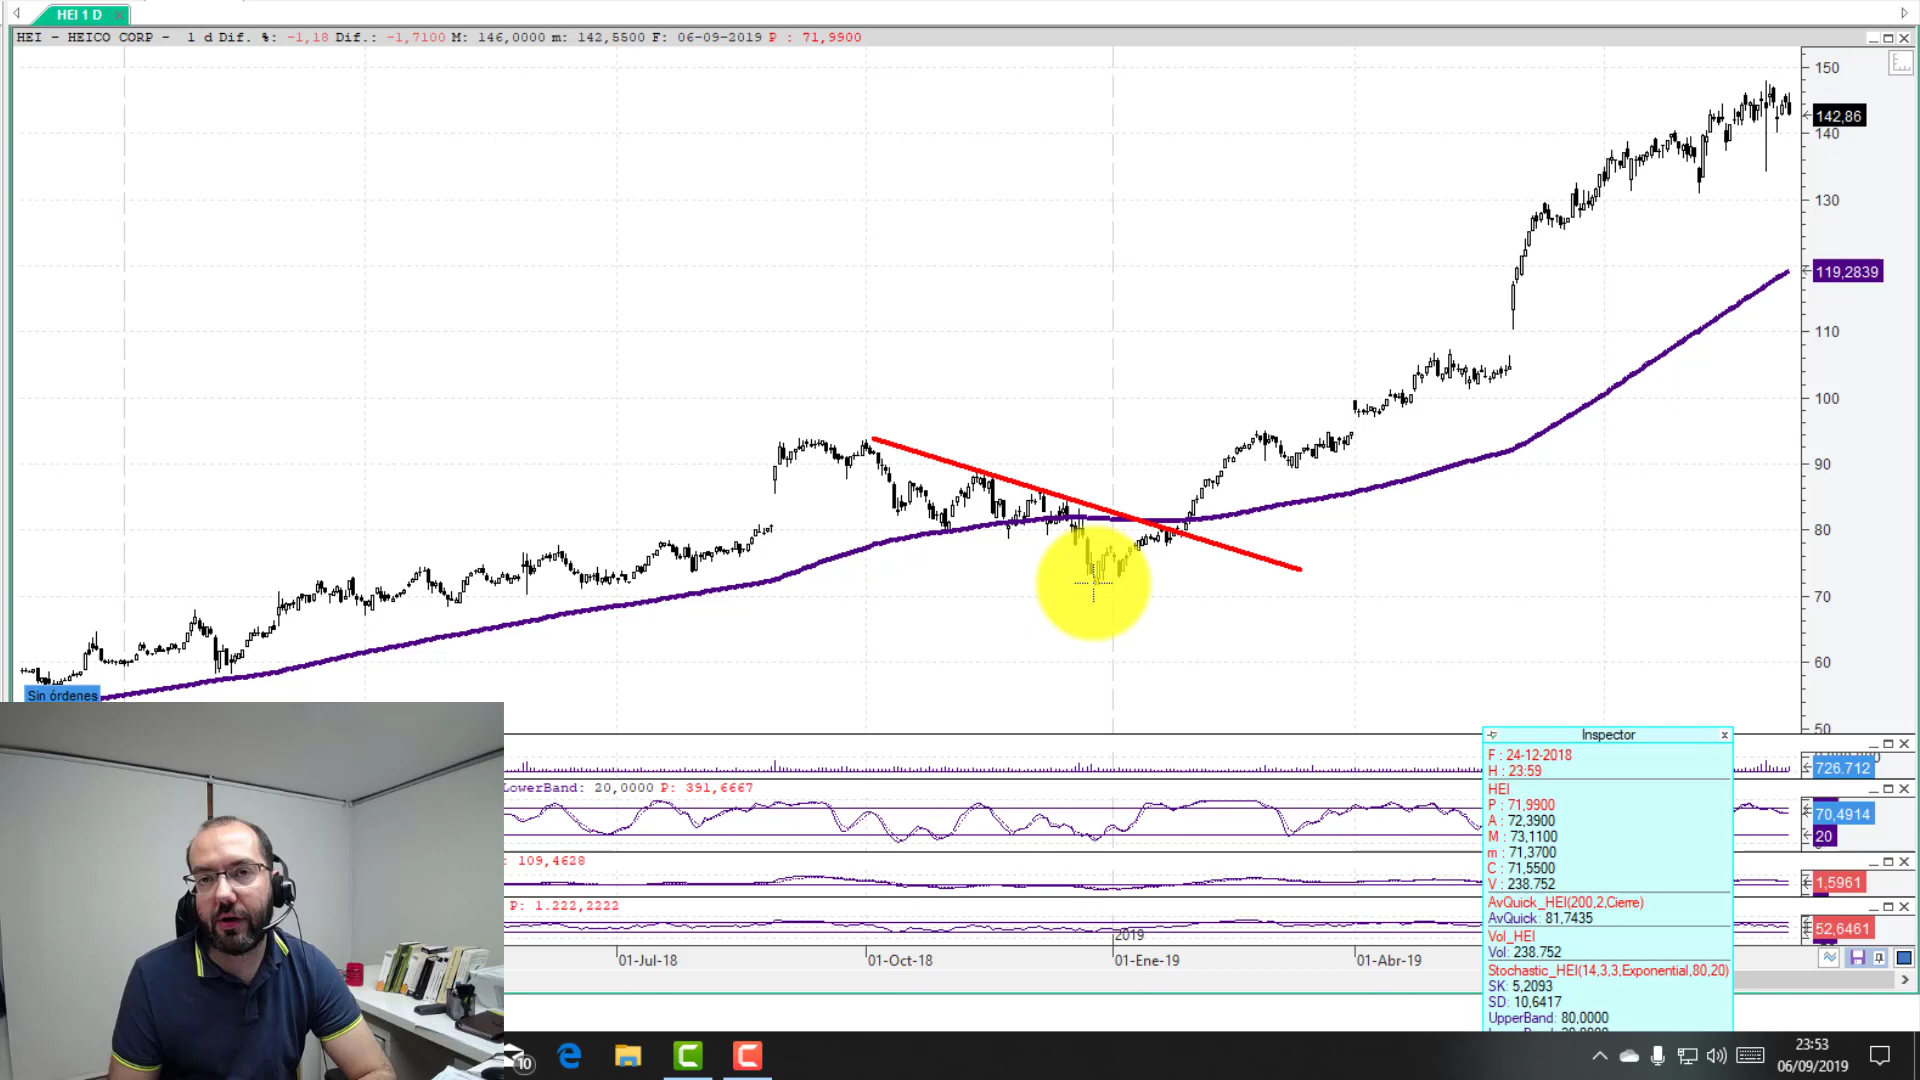 HEI 1 D
HEI - HEICO CORP - 1 d Dif. %: -1,18 Dif.: -1,7100 M: 146,0000 m: 142,5500 F: 06-09-2019 P : 71,9900
150
142,86
140
130
119,2839
110
100
90
80
70
60
50
Sin órdenes
Inspector
F : 24-12-2018
H : 23:59
HEI
P : 71,9900
A : 72,3900
M : 73,1100
m : 71,3700
C : 71,5500
V : 238.752
AvQuick_HEI(200,2,Cierre)
AvQuick: 81,7435
Vol_HEI
Vol: 238.752
Stochastic_HEI(14,3,3,Exponential,80,20)
SK: 5,2093
SD: 10,6417
UpperBand: 80,0000
726.712
LowerBand: 20,0000 P: 391,6667
70,4914
20
: 109,4628
1,5961
P: 1.222,2222
52,6461
2019
01-Jul-18
01-Oct-18
01-Ene-19
01-Abr-19
10
23:53
06/09/2019